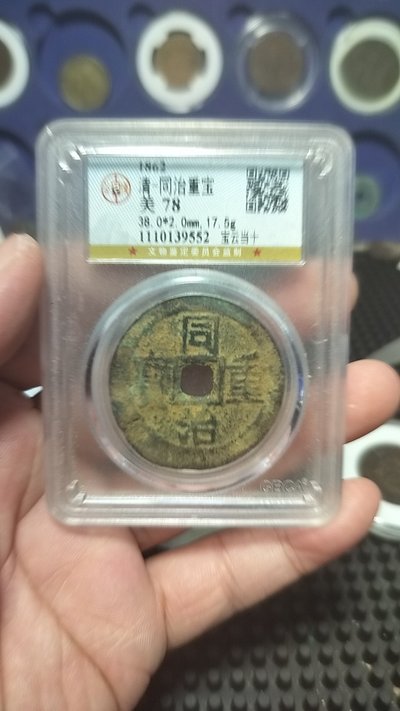 1862
清·同治重宝
美 78
38.0*2.0mm,17.5g
1110139552 宝云当十
★ 文物鉴定委员会监制 ★
同
寶 重
治